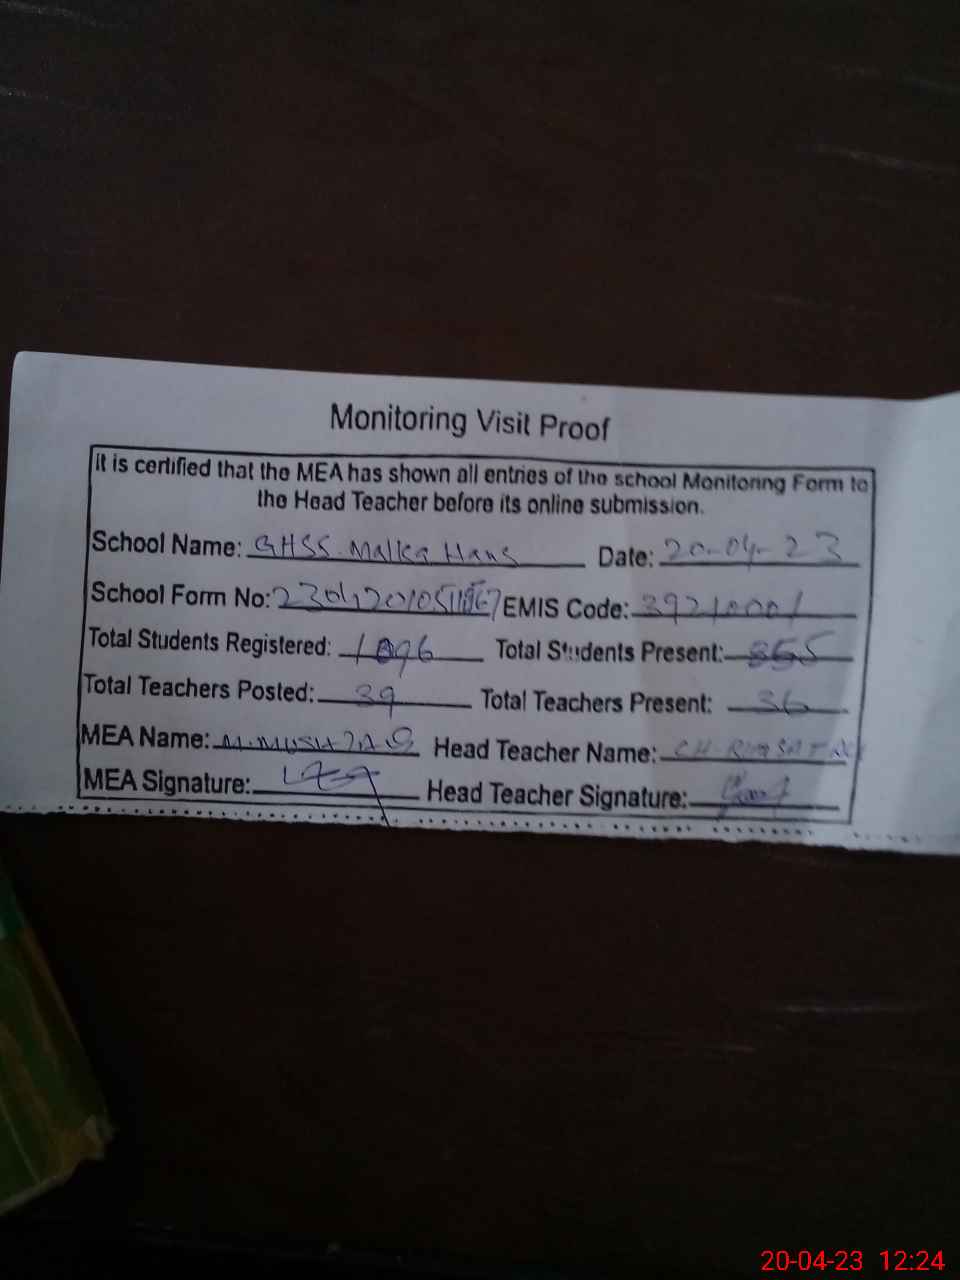 Monitoring Visit Proof
It is certified that the MEA has shown all entries of the school Monitoring Form to
the Head Teacher before its online submission.
School Name: GHSS Malka Hans Date: 20-04-23
School Form No: EMIS Code: 39210001
Total Students Registered: 1096 Total Students Present: 855
Total Teachers Posted: 39 Total Teachers Present: 36
MEA Name: M. MUSHTAQ Head Teacher Name: CH.
MEA Signature: Head Teacher Signature:
20-04-23 12:24